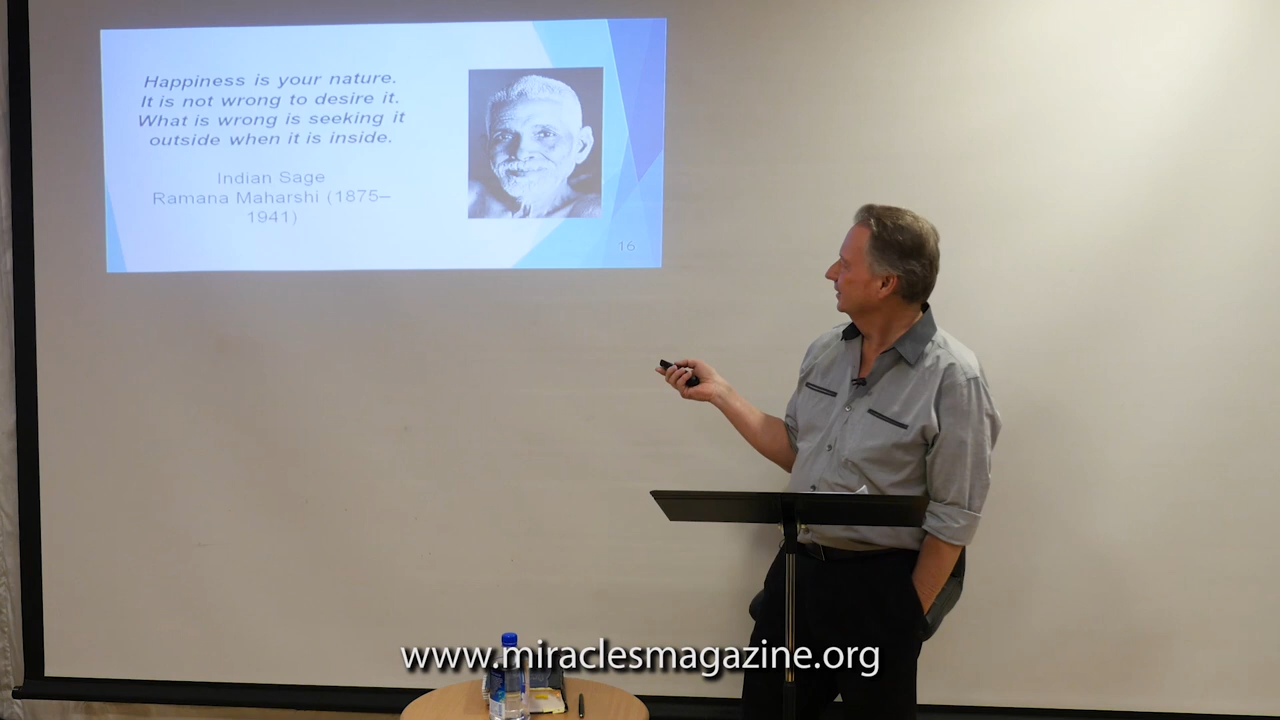 Happiness is your nature.
It is not wrong to desire it.
What is wrong is seeking it
outside when it is inside.
Indian Sage
Ramana Maharshi (1875–
1941)
16
www.miraclesmagazine.org